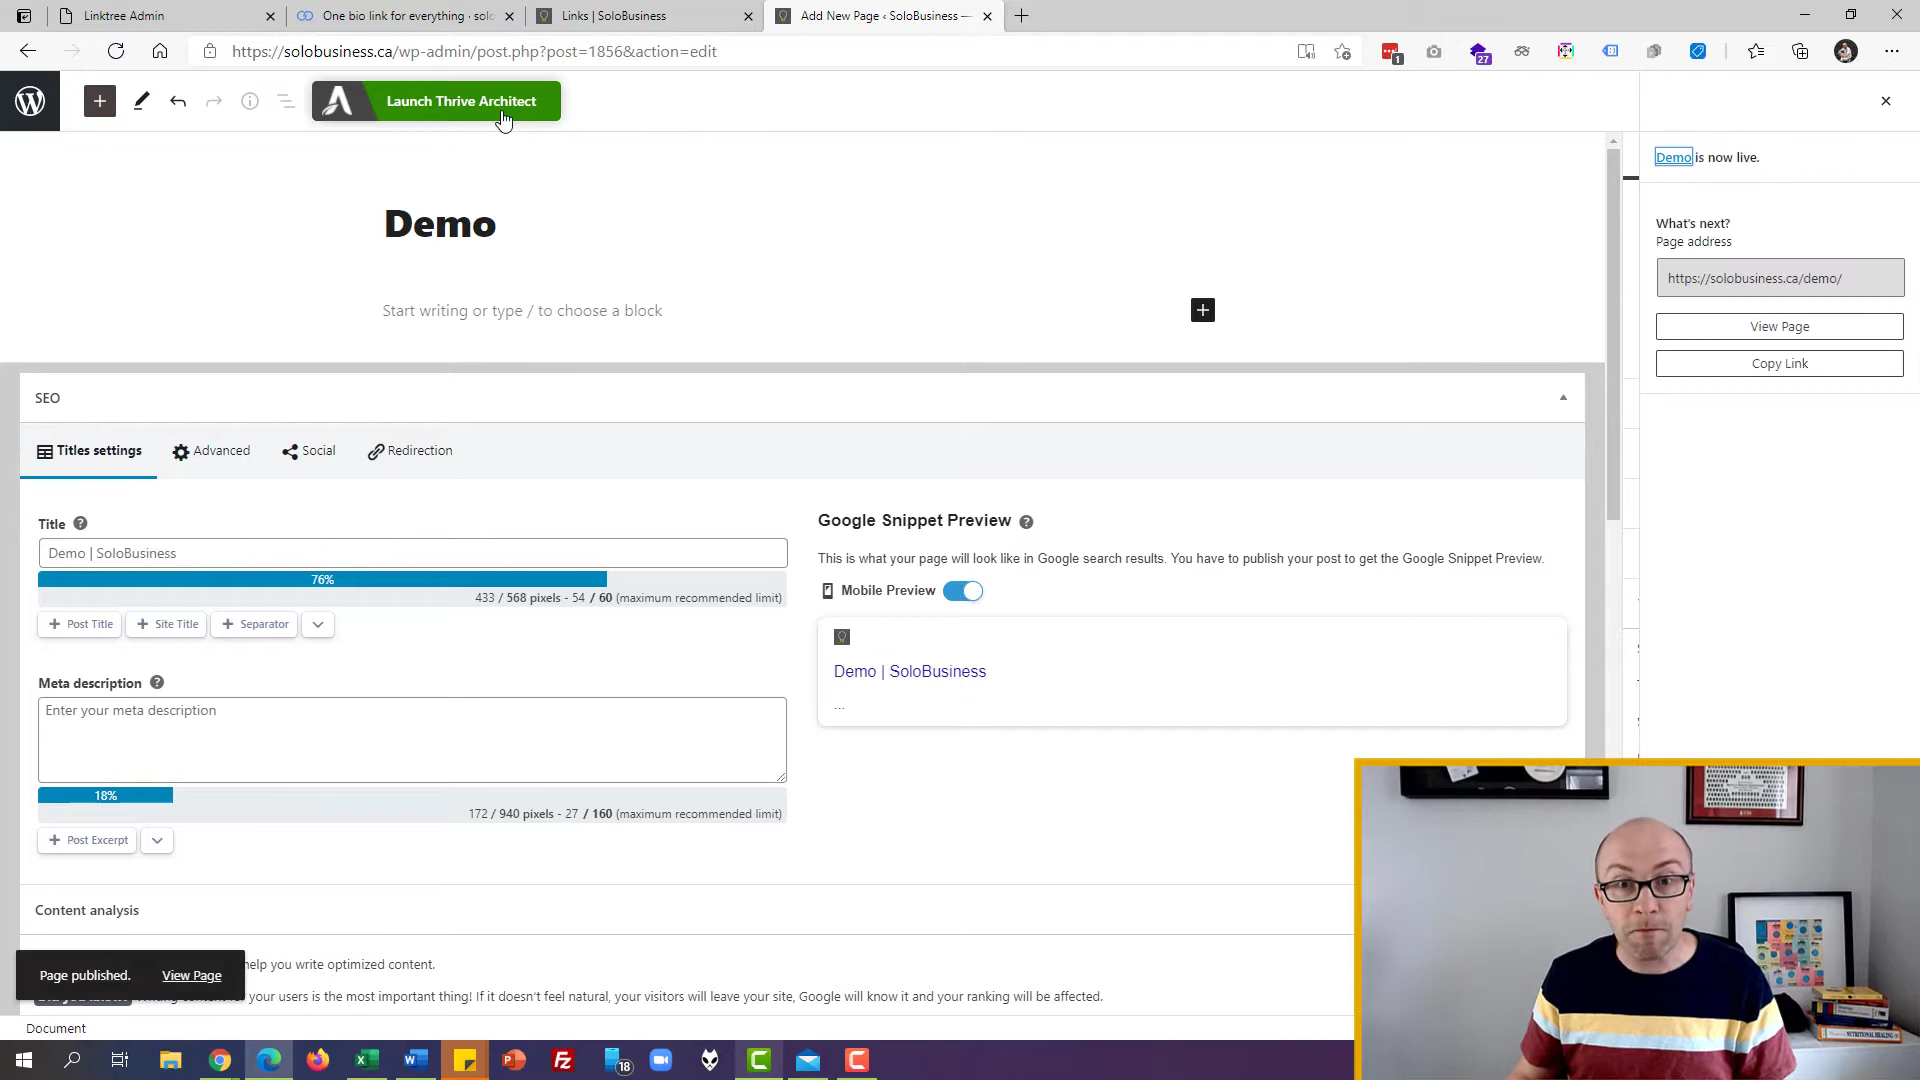 Linktree Admin
One bio link for everything · solo
Links | SoloBusiness
Add New Page ‹ SoloBusiness —
https://solobusiness.ca/wp-admin/post.php?post=1856&action=edit
1
27
Launch Thrive Architect
Demo is now live.
Demo
What's next?
Page address
https://solobusiness.ca/demo/
Start writing or type / to choose a block
View Page
Copy Link
SEO
Titles settings
Advanced
Social
Redirection
Title
Google Snippet Preview
Demo | SoloBusiness
This is what your page will look like in Google search results. You have to publish your post to get the Google Snippet Preview.
76%
Mobile Preview
433 / 568 pixels - 54 / 60 (maximum recommended limit)
+ Post Title
+ Site Title
+ Separator
Demo | SoloBusiness
...
Meta description
Enter your meta description
18%
172 / 940 pixels - 27 / 160 (maximum recommended limit)
+ Post Excerpt
Content analysis
help you write optimized content.
Page published.
View Page
your users is the most important thing! If it doesn't feel natural, your visitors will leave your site, Google will know it and your ranking will be affected.
Document
18